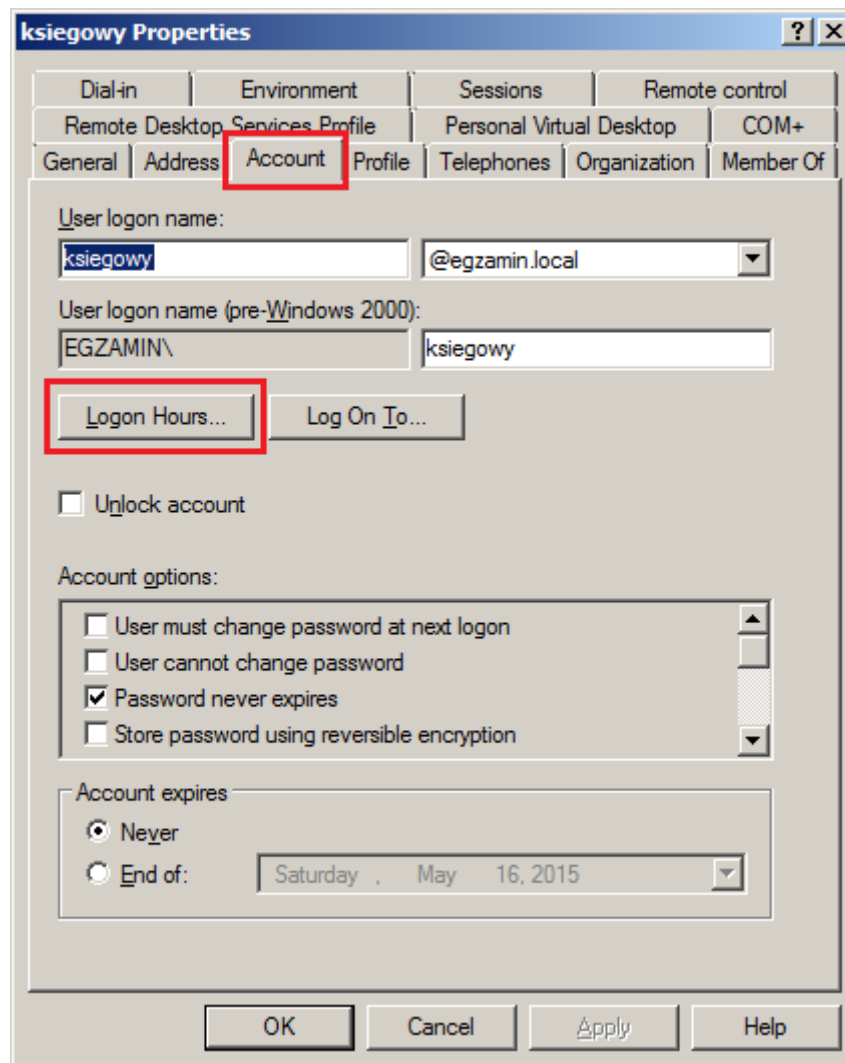 ksiegowy Properties
Dial-in Environment Sessions Remote control
Remote Desktop Services Profile Personal Virtual Desktop COM+
General Address Account Profile Telephones Organization Member Of
User logon name:
ksiegowy @egzamin.local
User logon name (pre-Windows 2000):
EGZAMIN\ ksiegowy
Logon Hours... Log On To...
Unlock account
Account options:
User must change password at next logon
User cannot change password
Password never expires
Store password using reversible encryption
Account expires
Never
End of: Saturday , May 16, 2015
OK Cancel Apply Help